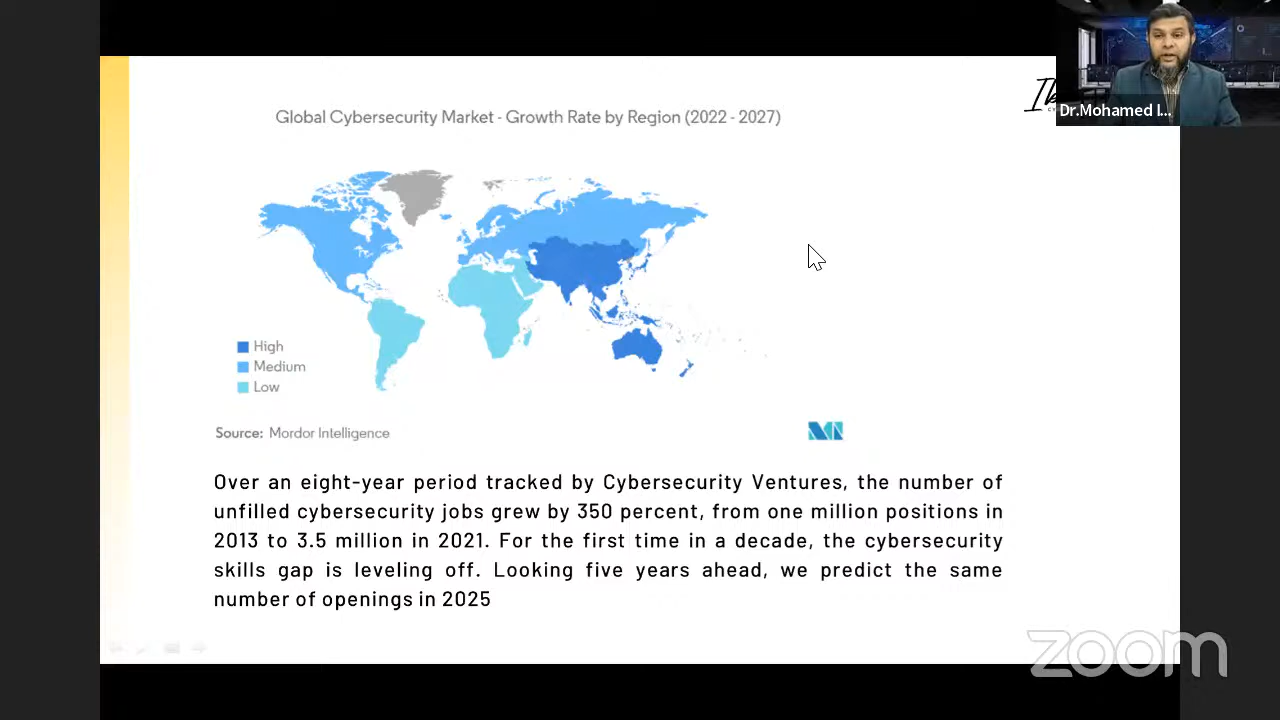 Global Cybersecurity Market - Growth Rate by Region (2022 - 2027)
Dr.Mohamed I...
High
Medium
Low
Source: Mordor Intelligence
Over an eight-year period tracked by Cybersecurity Ventures, the number of
unfilled cybersecurity jobs grew by 350 percent, from one million positions in
2013 to 3.5 million in 2021. For the first time in a decade, the cybersecurity
skills gap is leveling off. Looking five years ahead, we predict the same
number of openings in 2025
zoom